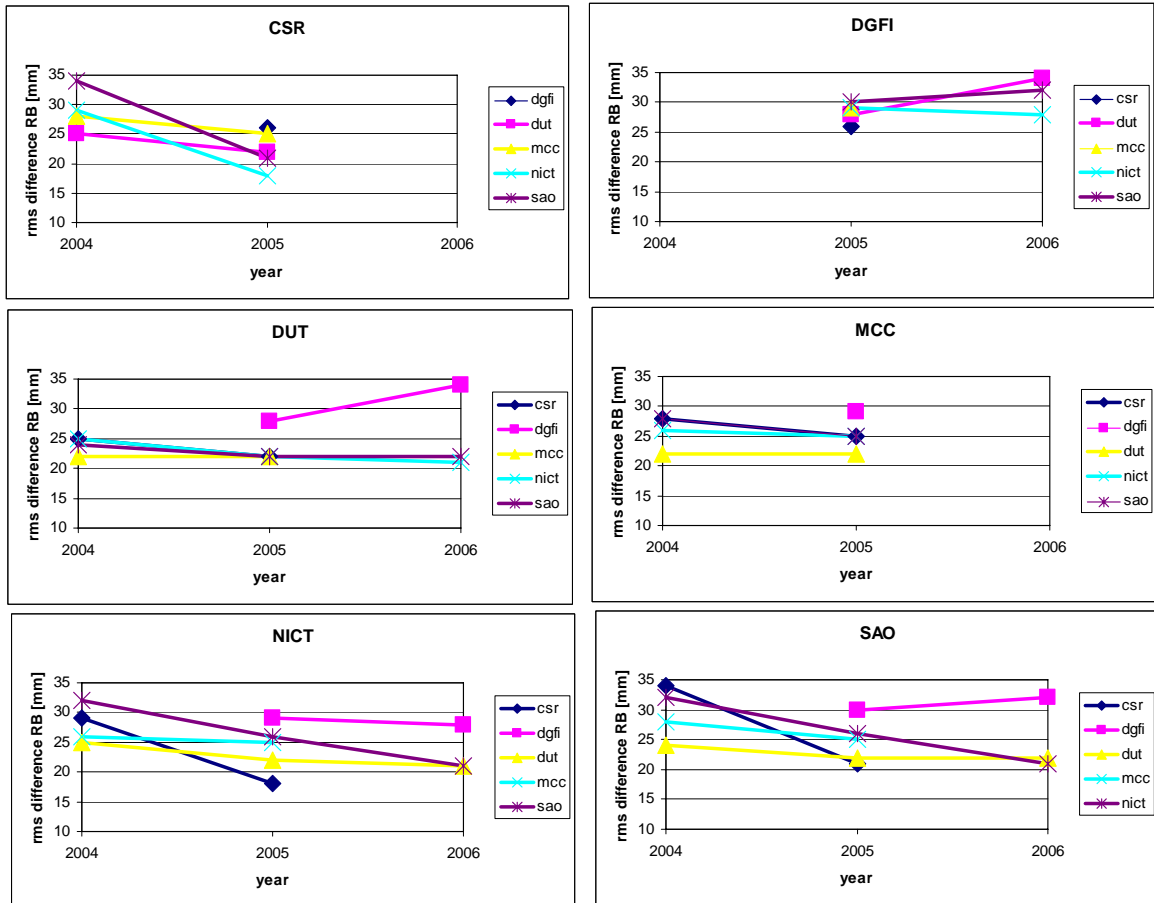 CSR
rms difference RB [mm]
35
30
25
20
15
10
2004
2005
2006
year
dgfi
dut
mcc
nict
sao
DGFI
rms difference RB [mm]
35
30
25
20
15
10
2004
2005
2006
year
csr
dut
mcc
nict
sao
DUT
rms difference RB [mm]
35
30
25
20
15
10
2004
2005
2006
year
csr
dgfi
mcc
nict
sao
MCC
rms difference RB [mm]
35
30
25
20
15
10
2004
2005
2006
year
csr
dgfi
dut
nict
sao
NICT
rms difference RB [mm]
35
30
25
20
15
10
2004
2005
2006
year
csr
dgfi
dut
mcc
sao
SAO
rms difference RB [mm]
35
30
25
20
15
10
2004
2005
2006
year
csr
dgfi
dut
mcc
nict